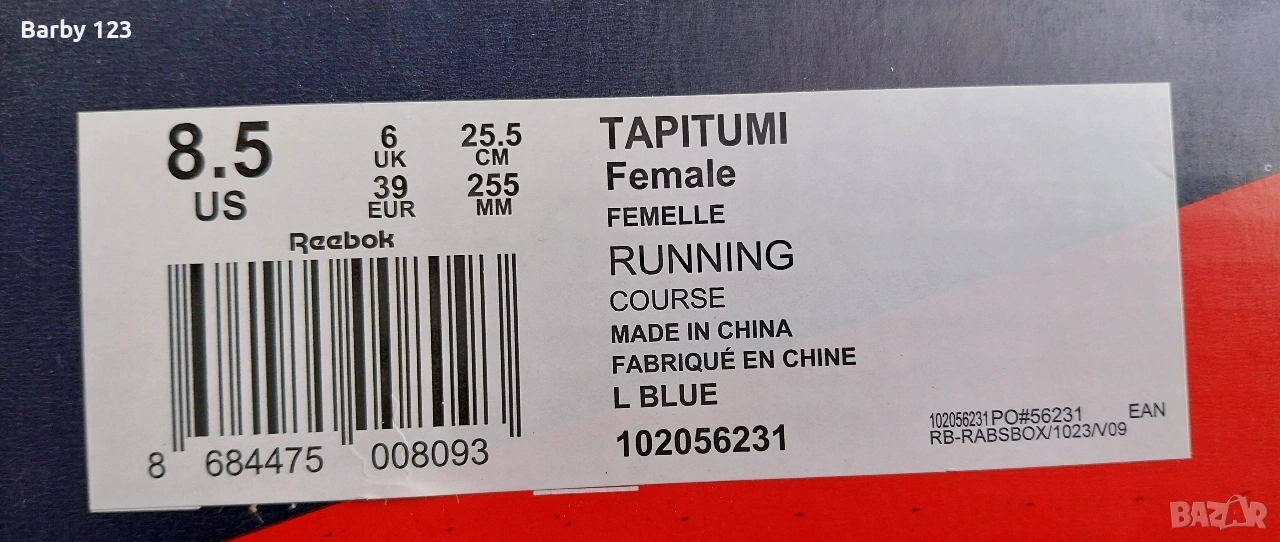 Barby 123
8.5
US
6
UK
39
EUR
25.5
CM
255
MM
Reebok
8 684475 008093
TAPITUMI
Female
FEMELLE
RUNNING
COURSE
MADE IN CHINA
FABRIQUÉ EN CHINE
L BLUE
102056231
102056231PO#56231 EAN
RB-RABSBOX/1023/V09
BAZAR